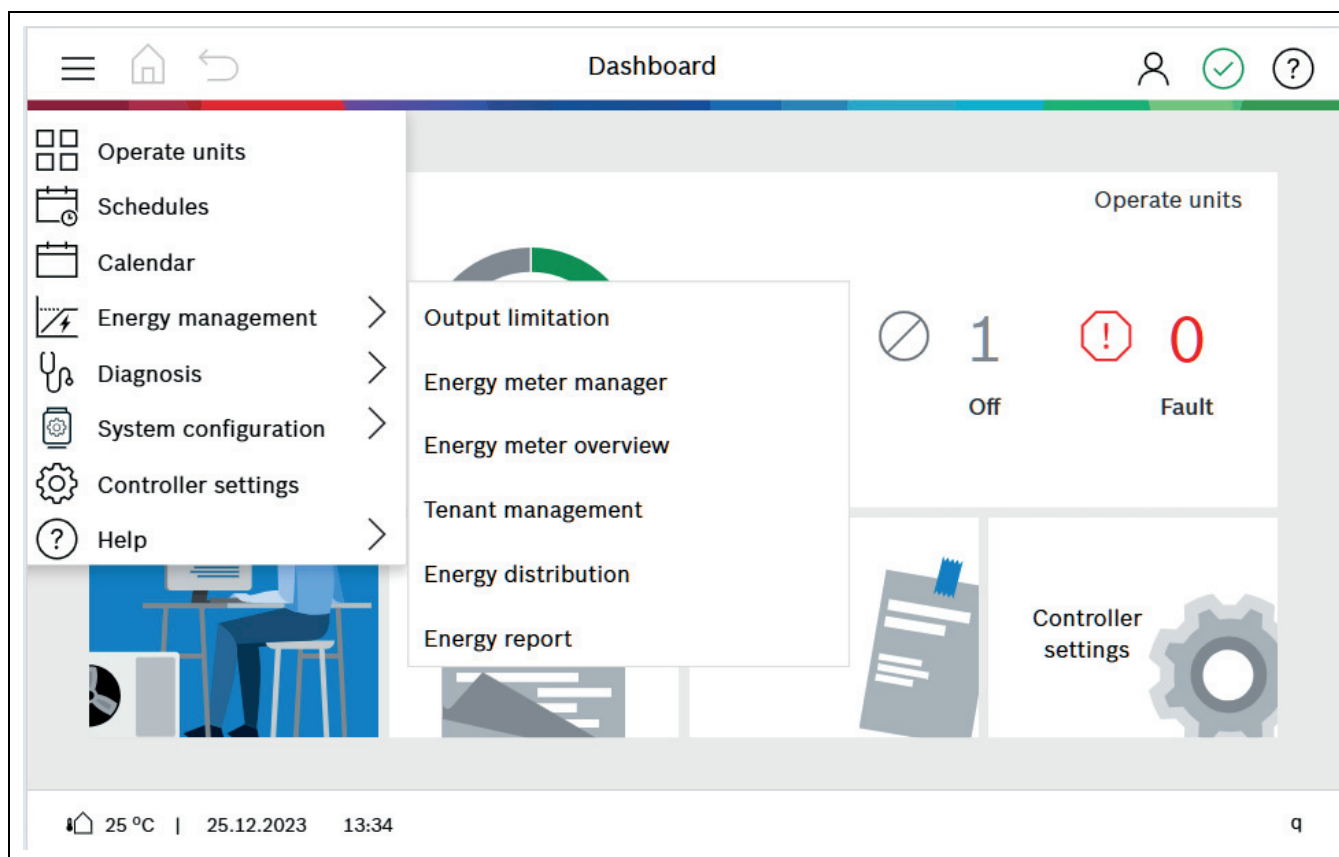 Dashboard
?
Operate units
Schedules
Calendar
Energy management
Diagnosis
System configuration
Controller settings
? Help
Output limitation
Energy meter manager
Energy meter overview
Tenant management
Energy distribution
Energy report
Operate units
1
Off
! 0
Fault
Controller
settings
25 °C | 25.12.2023 13:34
q